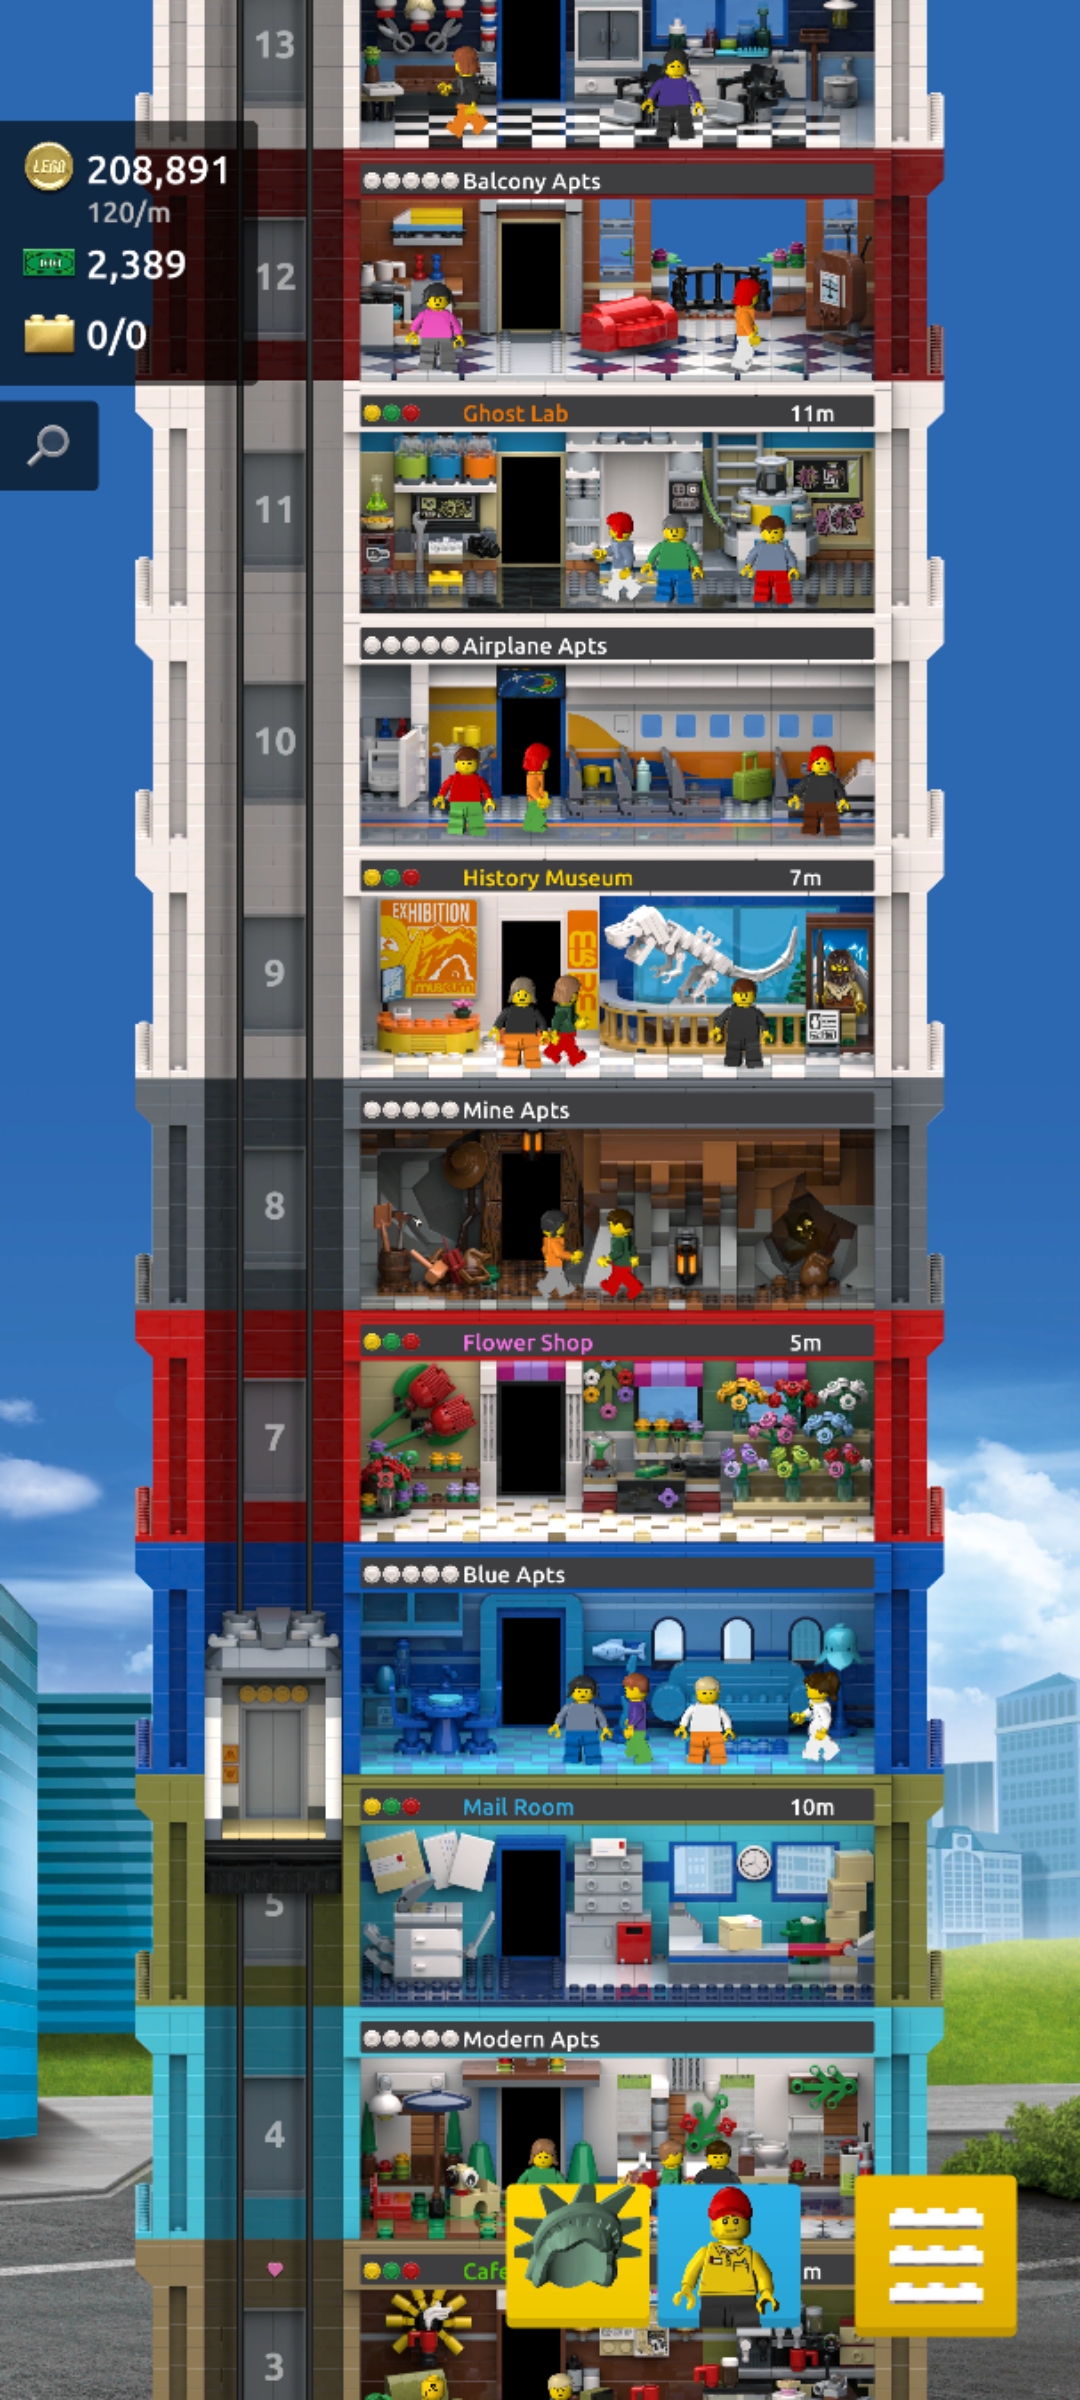 13
LEGO 208,891
120/m
2,389
0/0
Balcony Apts
12
Ghost Lab 11m
11
Airplane Apts
10
History Museum 7m
EXHIBITION
museum
9
Mine Apts
8
Flower Shop 5m
7
Blue Apts
Mail Room 10m
5
Modern Apts
4
Cafe
m
3